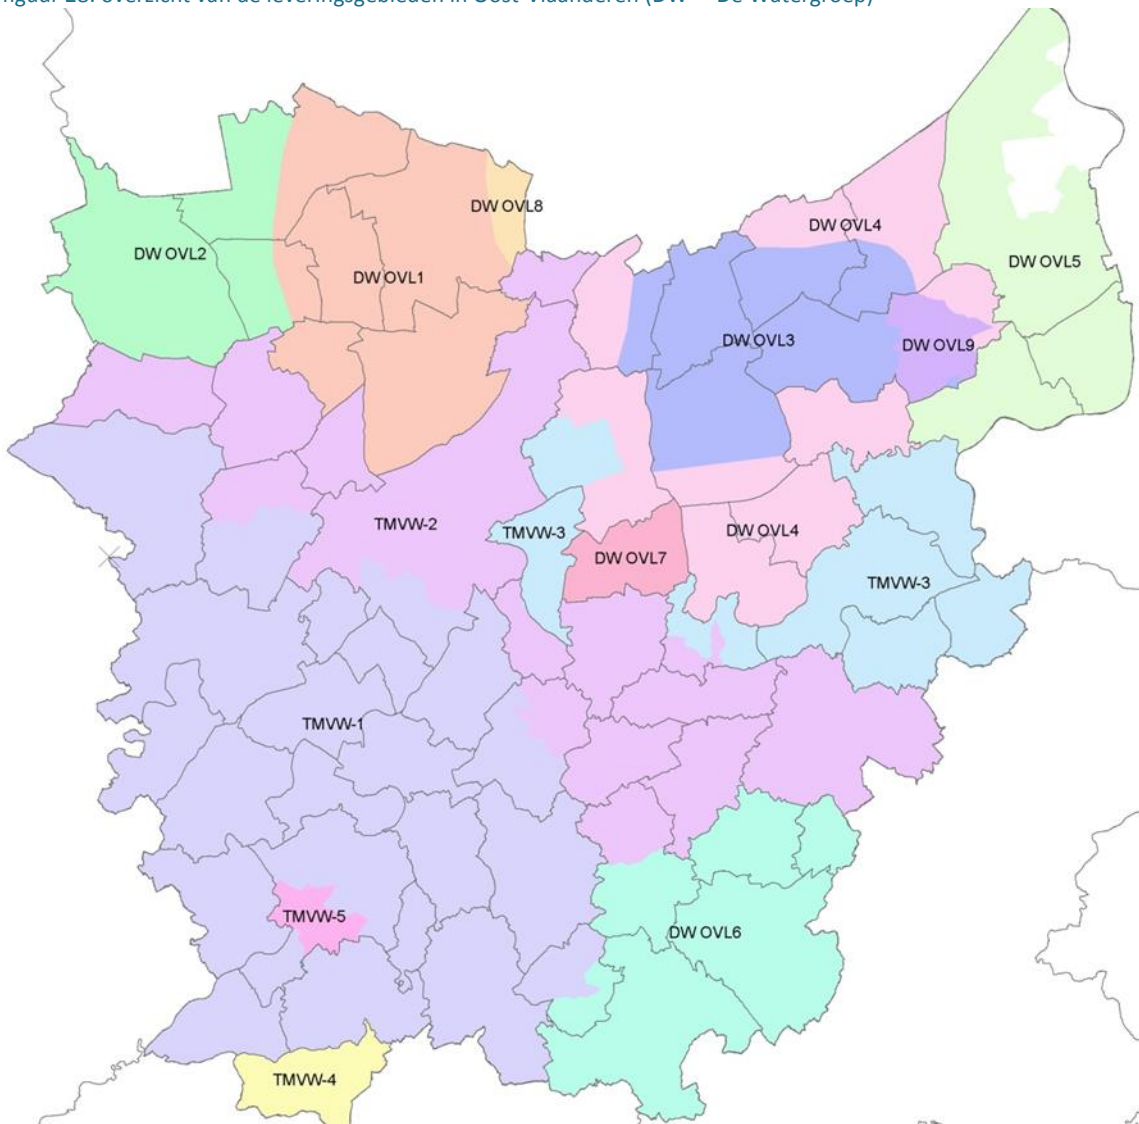 overzicht van de leveringsgebieden in Oost-Vlaanderen (DW = De Watergroep)
DW OVL8
DW OVL4
DW OVL2
DW OVL5
DW OVL1
DW OVL3
DW OVL9
TMVW-2
TMVW-3
DW OVL4
DW OVL7
TMVW-3
TMVW-1
TMVW-5
DW OVL6
TMVW-4